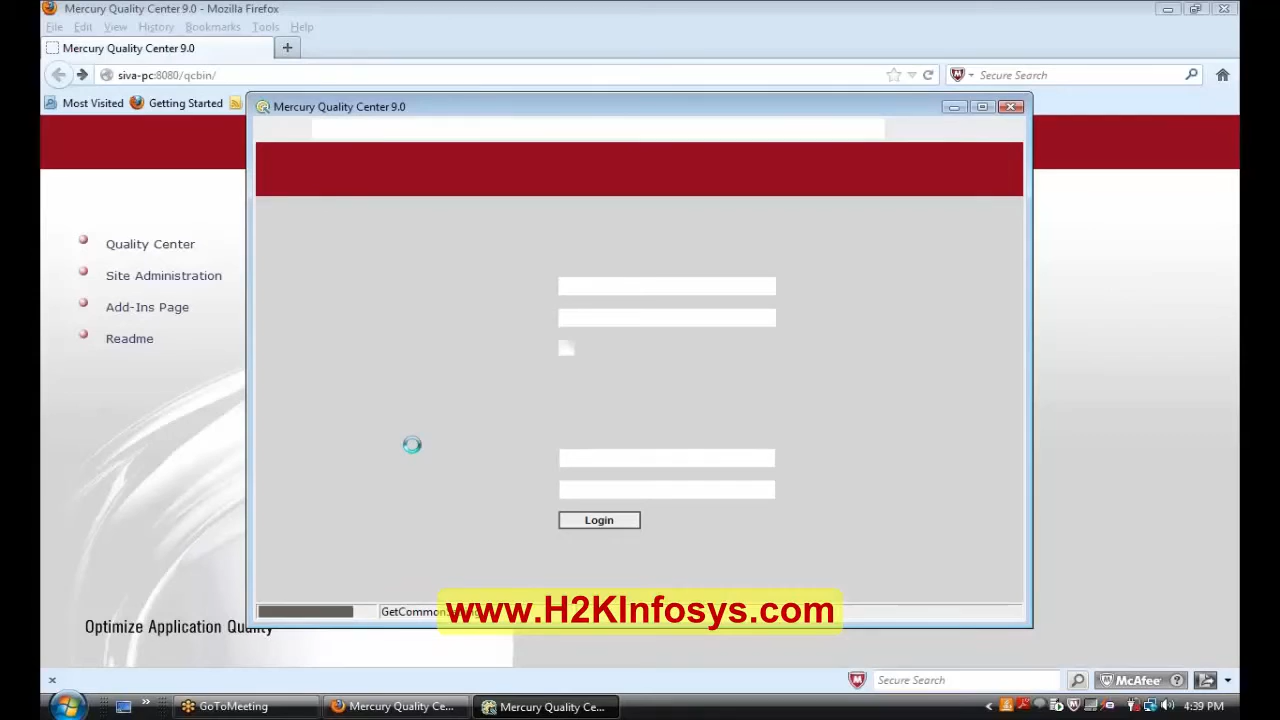 Mercury Quality Center 9.0 - Mozilla Firefox
File Edit View History Bookmarks Tools Help
Mercury Quality Center 9.0
siva-pc:8080/qcbin/
Secure Search
Most Visited Getting Started
Mercury Quality Center 9.0
Quality Center
Site Administration
Add-Ins Page
Readme
Login
www.H2KInfosys.com
Optimize Application Quality
Secure Search
McAfee
GoToMeeting
Mercury Quality Ce...
Mercury Quality Ce...
4:39 PM